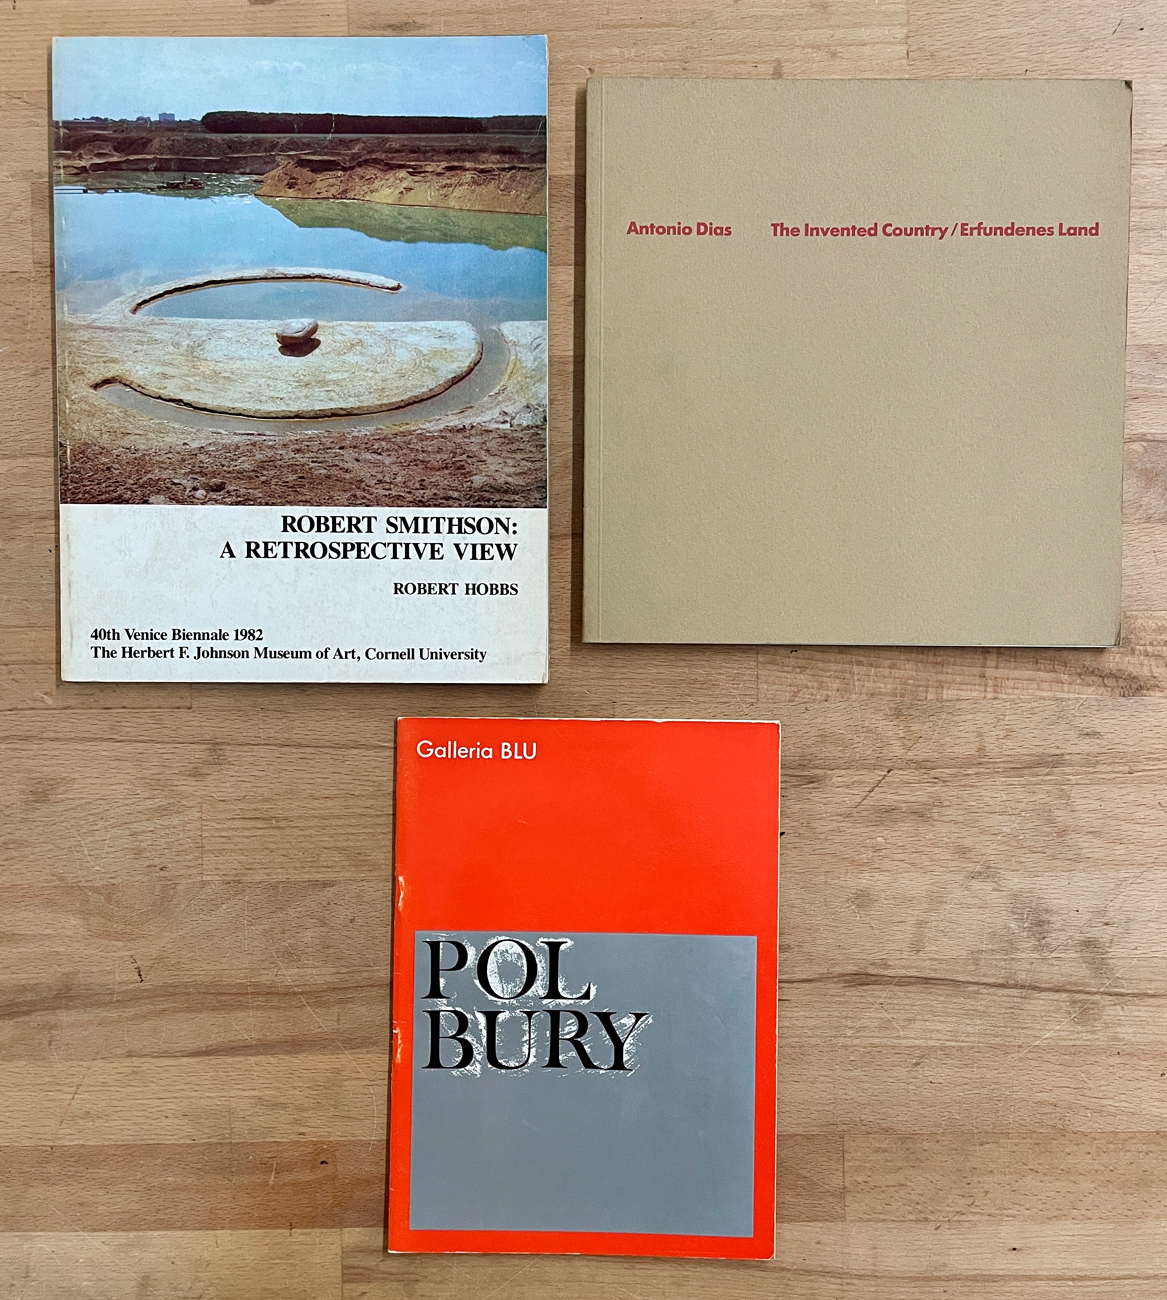 ROBERT SMITHSON:
A RETROSPECTIVE VIEW
ROBERT HOBBS
40th Venice Biennale 1982
The Herbert F. Johnson Museum of Art, Cornell University
Antonio Dias The Invented Country / Erfundenes Land
Galleria BLU
POL
BURY